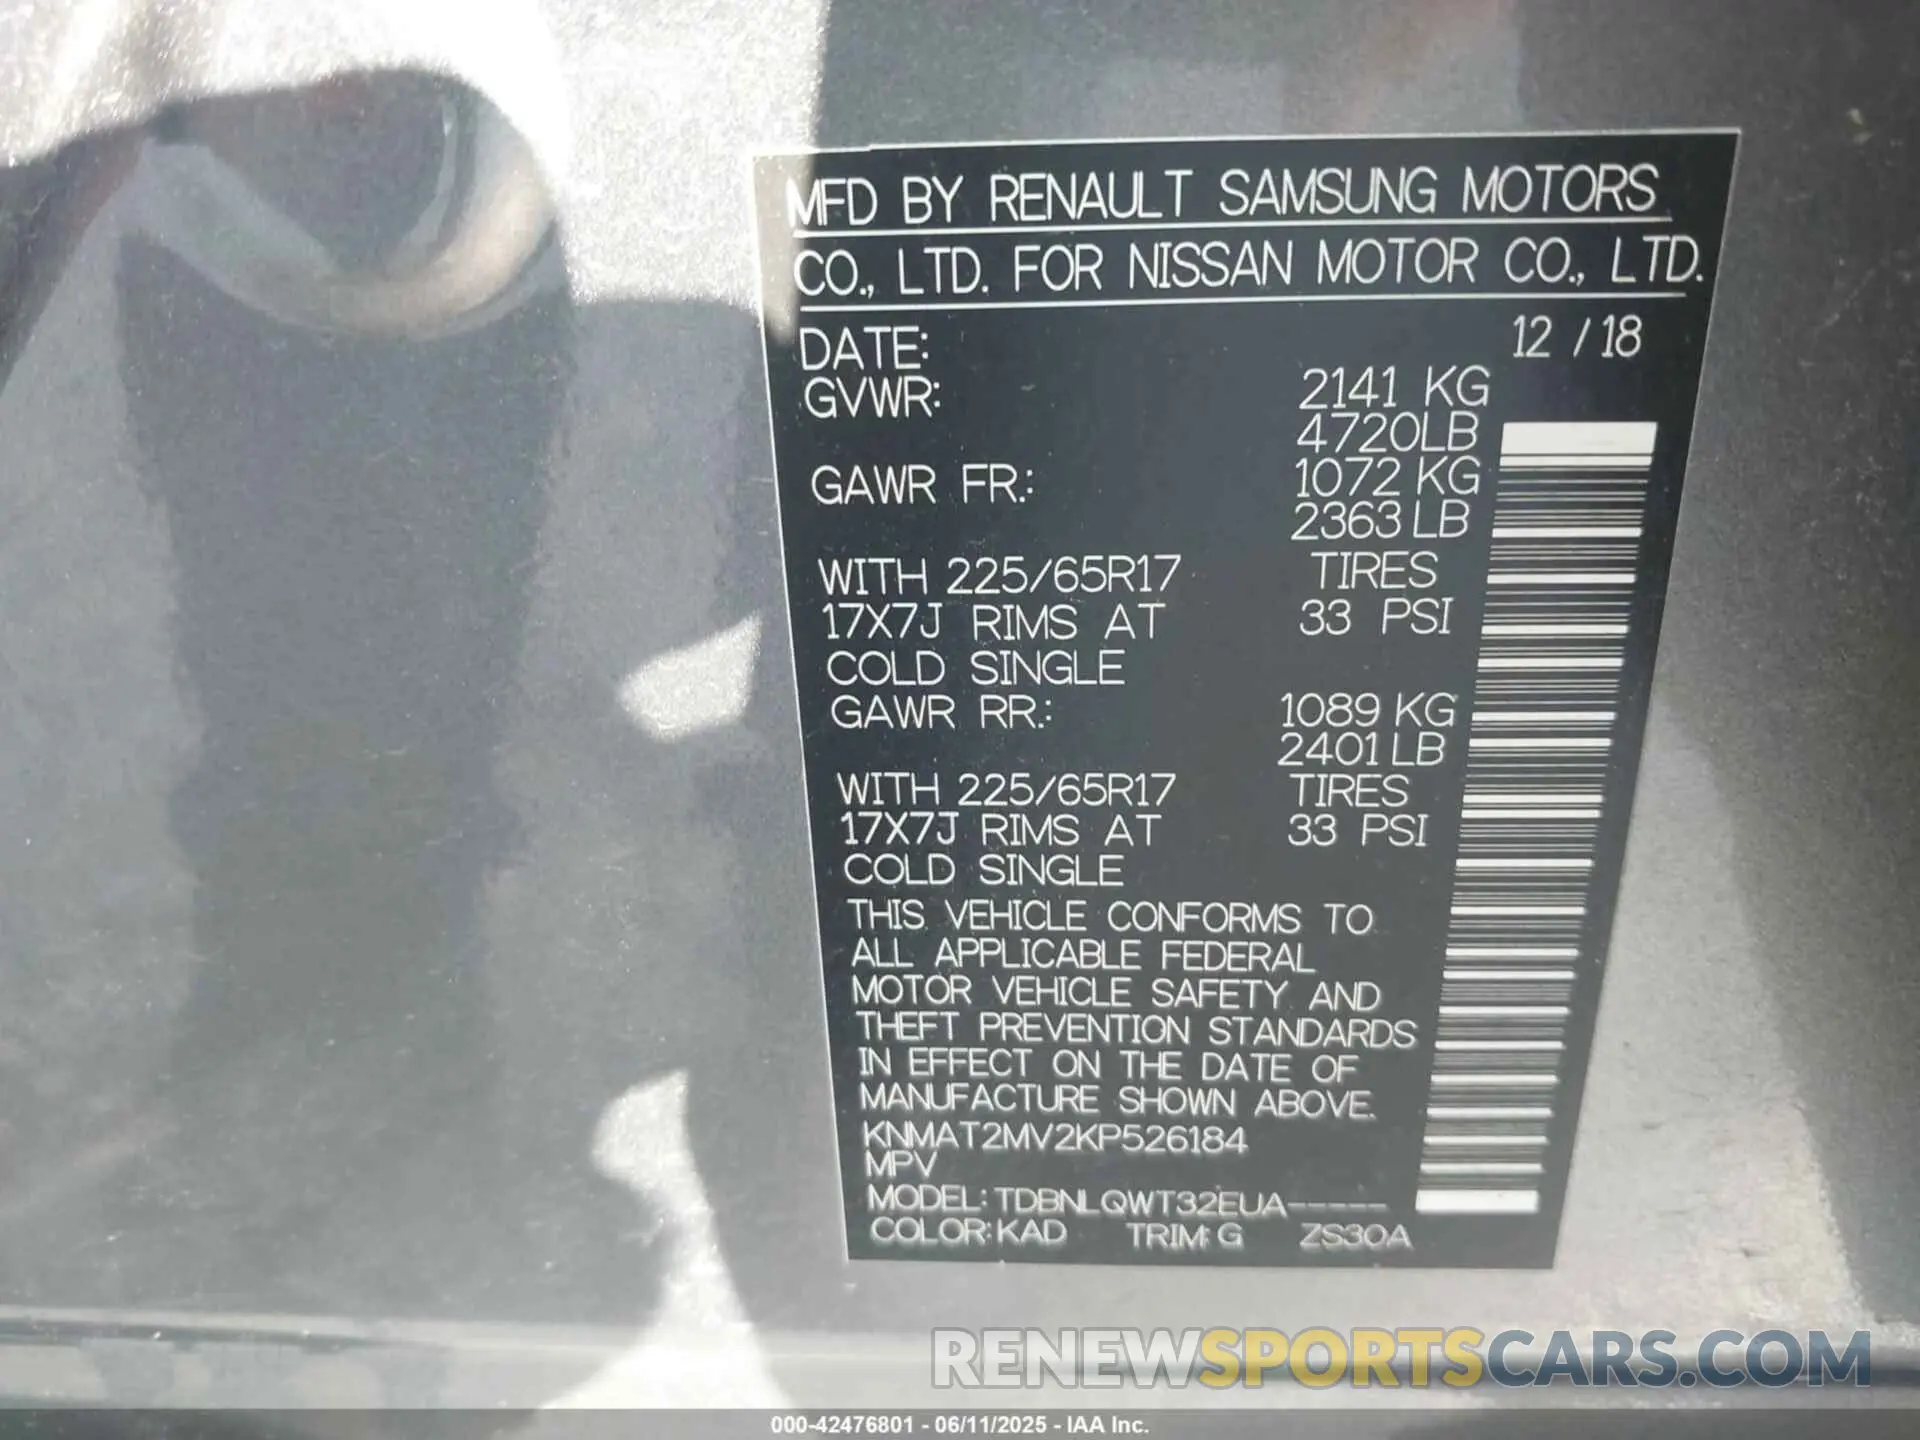 MFD BY RENAULT SAMSUNG MOTORS
CO., LTD. FOR NISSAN MOTOR CO., LTD.
DATE: 12 / 18
GVWR: 2141 KG
4720LB
GAWR FR.: 1072 KG
2363 LB
WITH 225/65R17 TIRES
17X7J RIMS AT 33 PSI
COLD SINGLE
GAWR RR.: 1089 KG
2401 LB
WITH 225/65R17 TIRES
17X7J RIMS AT 33 PSI
COLD SINGLE
THIS VEHICLE CONFORMS TO
ALL APPLICABLE FEDERAL
MOTOR VEHICLE SAFETY AND
THEFT PREVENTION STANDARDS
IN EFFECT ON THE DATE OF
MANUFACTURE SHOWN ABOVE.
KNMAT2MV2KP526184
MPV
MODEL: TDBNLQWT32EUA-----
COLOR: KAD TRIM: G ZS30A
RENEWSPORTSCARS.COM
000-42476801 - 06/11/2025 - IAA Inc.